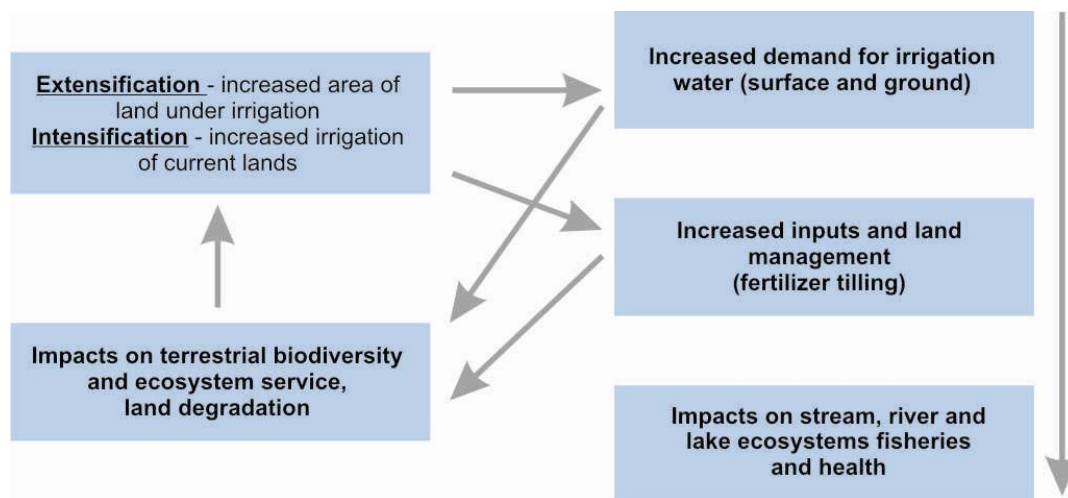 Extensification - increased area of
land under irrigation
Intensification - increased irrigation
of current lands
Increased demand for irrigation
water (surface and ground)
Increased inputs and land
management
(fertilizer tilling)
Impacts on terrestrial biodiversity
and ecosystem service,
land degradation
Impacts on stream, river and
lake ecosystems fisheries
and health